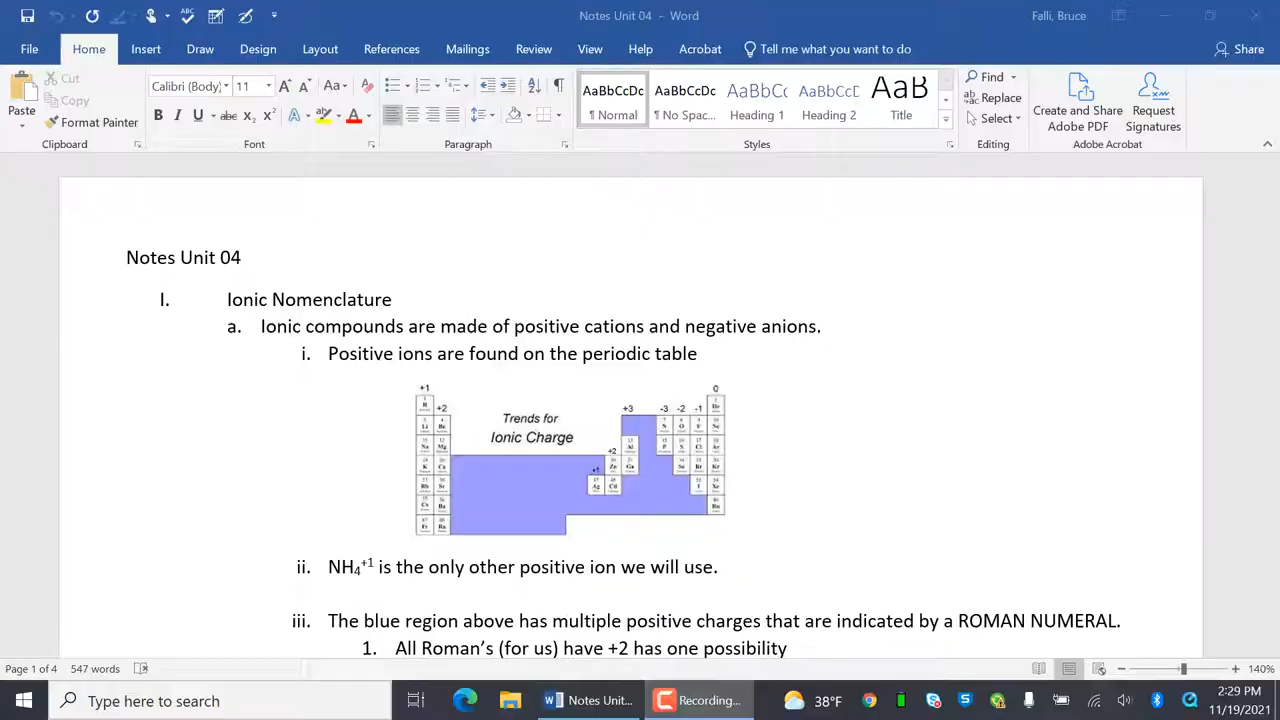 Notes Unit 04 - Word
Falli, Bruce
File Home Insert Draw Design Layout References Mailings Review View Help Acrobat Tell me what you want to do Share
Paste
Cut
Copy
Format Painter
Clipboard
Calibri (Body) 11
Font
Paragraph
AaBbCcDc AaBbCcDc AaBbCc AaBbCcD AaB
¶ Normal ¶ No Spac... Heading 1 Heading 2 Title
Styles
Find
Replace
Select
Editing
Create and Share Adobe PDF
Request Signatures
Adobe Acrobat
Notes Unit 04
I. Ionic Nomenclature
a. Ionic compounds are made of positive cations and negative anions.
i. Positive ions are found on the periodic table
+1 0
+2 +3 -3 -2 -1
Trends for
Ionic Charge
+2
+1
ii. NH₄⁺¹ is the only other positive ion we will use.
iii. The blue region above has multiple positive charges that are indicated by a ROMAN NUMERAL.
1. All Roman's (for us) have +2 has one possibility
Page 1 of 4 547 words 140%
Type here to search
Notes Unit...
Recording...
38°F
2:29 PM
11/19/2021